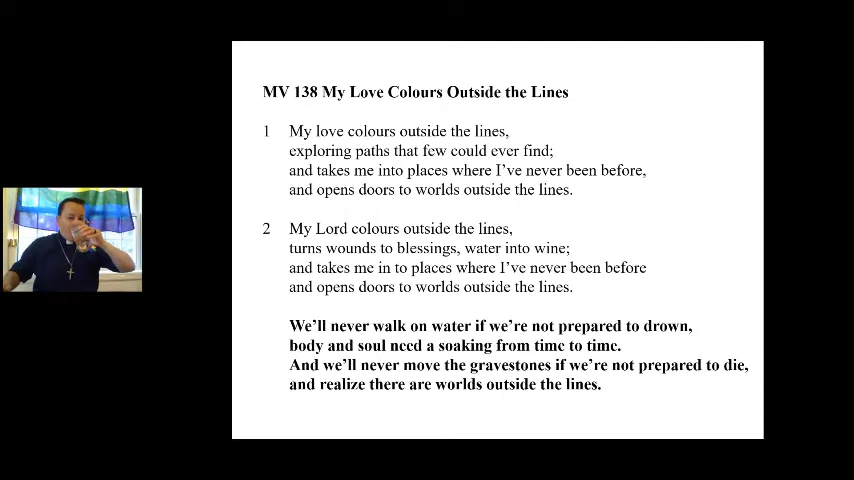 MV 138 My Love Colours Outside the Lines
1 My love colours outside the lines,
exploring paths that few could ever find;
and takes me into places where I've never been before,
and opens doors to worlds outside the lines.
2 My Lord colours outside the lines,
turns wounds to blessings, water into wine;
and takes me in to places where I've never been before
and opens doors to worlds outside the lines.
We'll never walk on water if we're not prepared to drown,
body and soul need a soaking from time to time.
And we'll never move the gravestones if we're not prepared to die,
and realize there are worlds outside the lines.